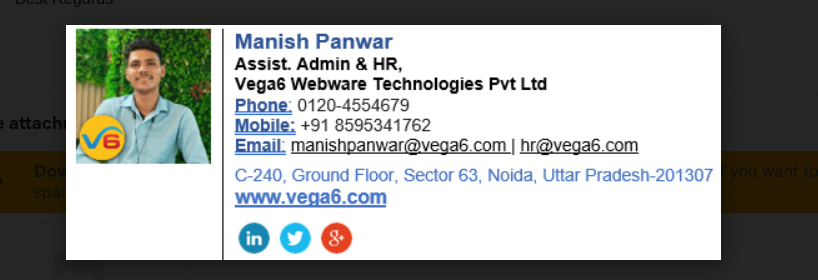 Best Regards
Manish Panwar
Assist. Admin & HR,
Vega6 Webware Technologies Pvt Ltd
Phone: 0120-4554679
Mobile: +91 8595341762
Email: manishpanwar@vega6.com | hr@vega6.com
C-240, Ground Floor, Sector 63, Noida, Uttar Pradesh-201307
www.vega6.com
V6
in
g+
e attachm
Dow
f you want to
spa